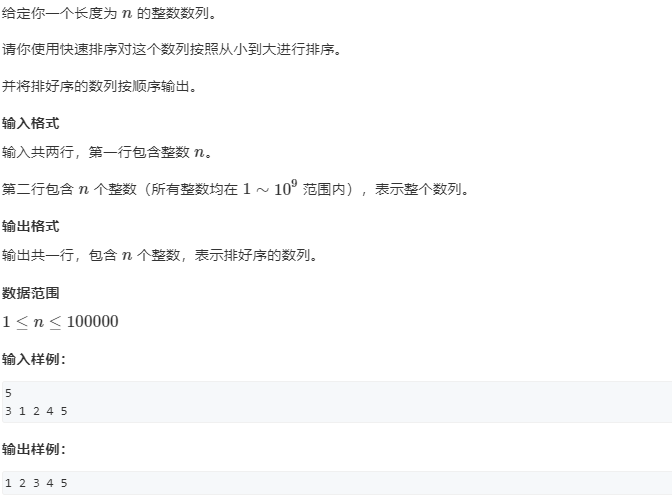 给定你一个长度为 n 的整数数列。
请你使用快速排序对这个数列按照从小到大进行排序。
并将排好序的数列按顺序输出。
输入格式
输入共两行，第一行包含整数 n。
第二行包含 n 个整数（所有整数均在 1 ∼ 10⁹ 范围内），表示整个数列。
输出格式
输出共一行，包含 n 个整数，表示排好序的数列。
数据范围
1 ≤ n ≤ 100000
输入样例：
5
3 1 2 4 5
输出样例：
1 2 3 4 5